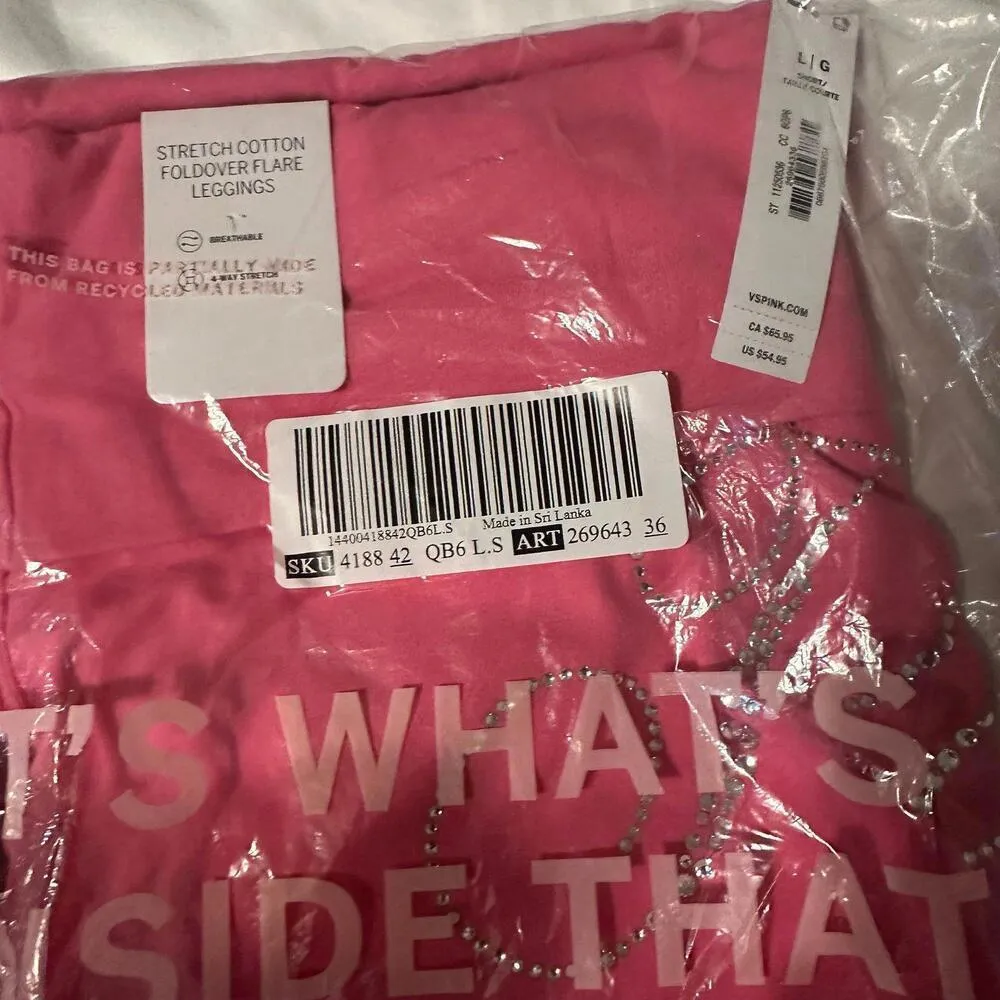 STRETCH COTTON
FOLDOVER FLARE
LEGGINGS
BREATHABLE
4-WAY STRETCH
THIS BAG IS PARTIALLY MADE
FROM RECYCLED MATERIALS
L | G
SHORT/
TAILLE COURTE
VSPINK.COM
CA $65.95
US $54.95
14400418842QB6L.S Made in Sri Lanka
SKU 4188 42 QB6 L.S ART 269643 36
T'S WHAT'S
SIDE THAT